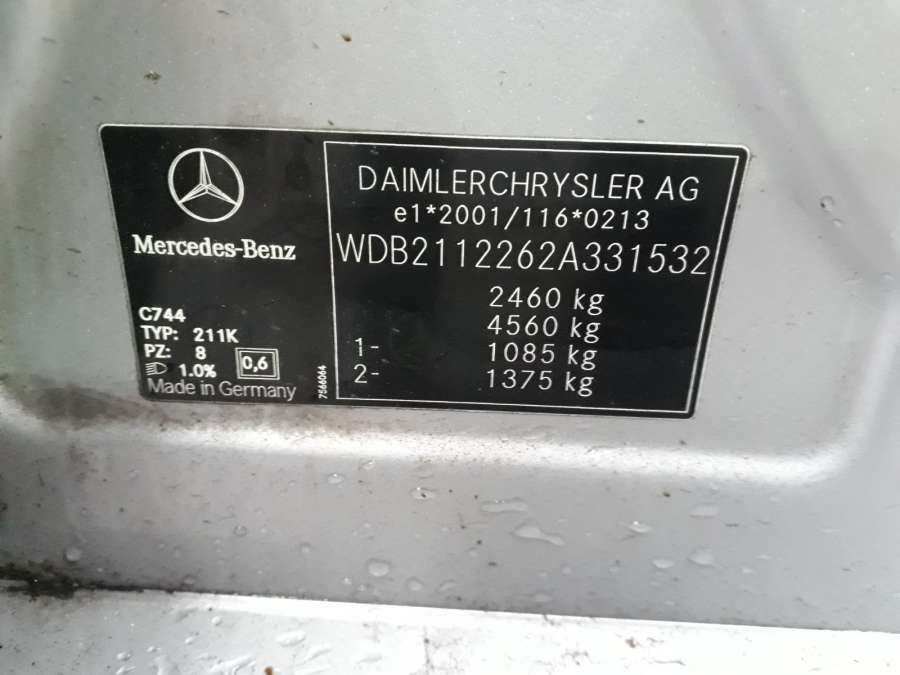 Mercedes-Benz
C744
TYP: 211K
PZ: 8
1.0% 0,6
Made in Germany
7566064
DAIMLERCHRYSLER AG
e1*2001/116*0213
WDB2112262A331532
2460 kg
4560 kg
1- 1085 kg
2- 1375 kg